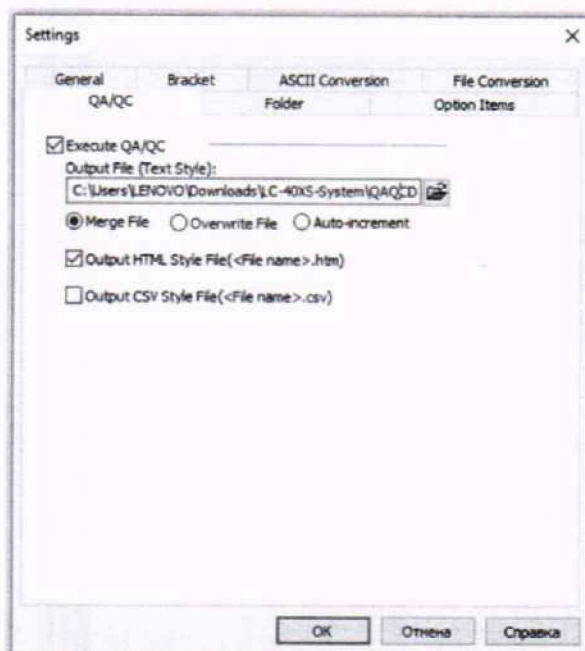 Settings
General Bracket ASCII Conversion File Conversion
QA/QC Folder Option Items
Execute QA/QC
Output File (Text Style):
C:\Users\LENOVO\Downloads\LC-40XS-System\QAQCD
Merge File Overwrite File Auto-increment
Output HTML Style File(<File name>.htm)
Output CSV Style File(<File name>.csv)
OK Отмена Справка